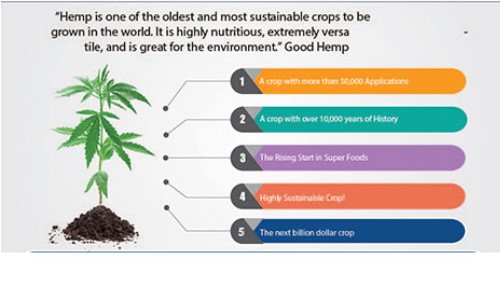 "Hemp is one of the oldest and most sustainable crops to be
grown in the world. It is highly nutritious, extremely versa
tile, and is great for the environment." Good Hemp
1 A crop with more than 50,000 Applications
2 A crop with over 10,000 years of History
3 The Rising Start in Super Foods
4 Highly Sustainable Crop!
5 The next billion dollar crop